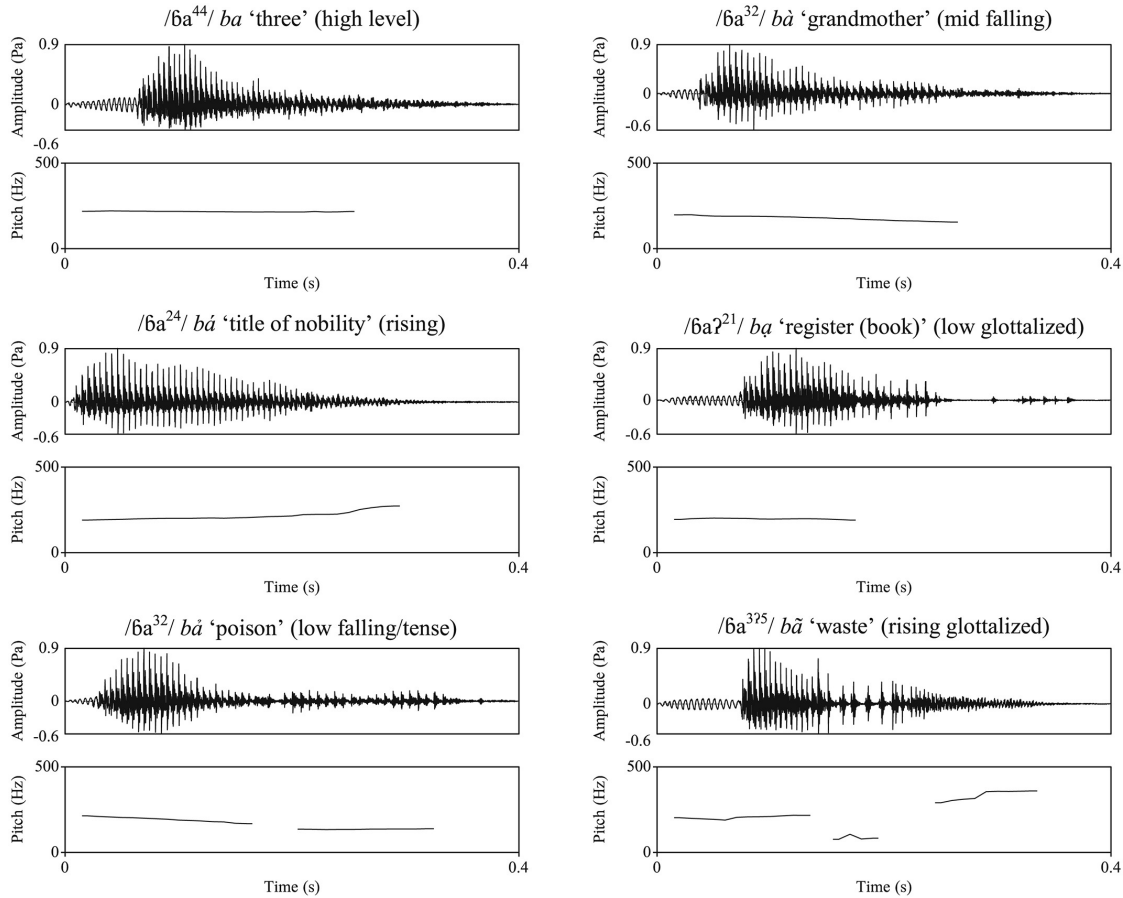 /ɓa⁴⁴/ ba ‘three’ (high level)
0.9
Amplitude (Pa)
0
-0.6
500
Pitch (Hz)
0
0
0.4
Time (s)
/ɓa³²/ bà ‘grandmother’ (mid falling)
0.9
Amplitude (Pa)
0
-0.6
500
Pitch (Hz)
0
0
0.4
Time (s)
/ɓa²⁴/ bá ‘title of nobility’ (rising)
0.9
Amplitude (Pa)
0
-0.6
500
Pitch (Hz)
0
0
0.4
Time (s)
/ɓaʔ²¹/ bạ ‘register (book)’ (low glottalized)
0.9
Amplitude (Pa)
0
-0.6
500
Pitch (Hz)
0
0
0.4
Time (s)
/ɓa³²/ bả ‘poison’ (low falling/tense)
0.9
Amplitude (Pa)
0
-0.6
500
Pitch (Hz)
0
0
0.4
Time (s)
/ɓa³ˀ⁵/ bã ‘waste’ (rising glottalized)
0.9
Amplitude (Pa)
0
-0.6
500
Pitch (Hz)
0
0
0.4
Time (s)